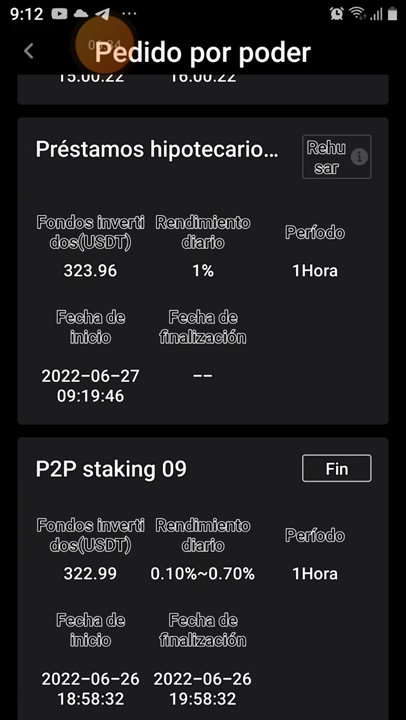 9:12
Pedido por poder
15:00:22 16:00:22
Préstamos hipotecario...
Rehu
sar
Fondos inverti
dos(USDT)
Rendimiento
diario
Período
323.96 1% 1Hora
Fecha de
inicio
Fecha de
finalización
2022-06-27
09:19:46
--
P2P staking 09
Fin
Fondos inverti
dos(USDT)
Rendimiento
diario
Período
322.99 0.10%~0.70% 1Hora
Fecha de
inicio
Fecha de
finalización
2022-06-26
18:58:32
2022-06-26
19:58:32